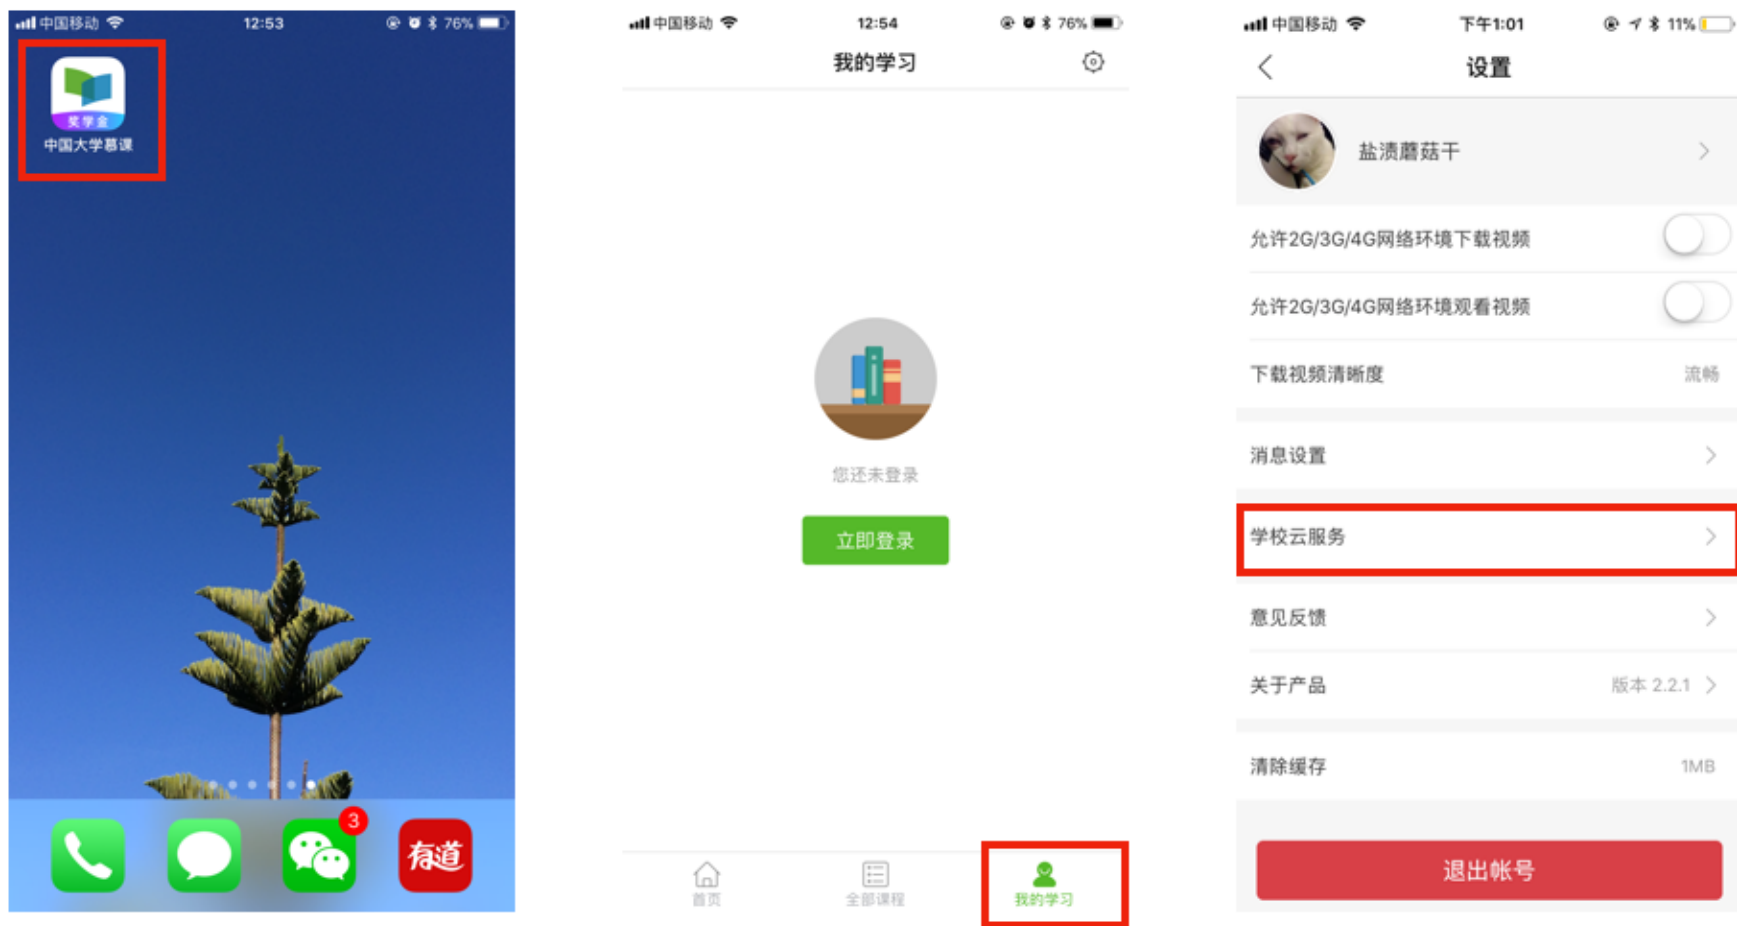 中国移动 12:53 76%
奖学金
中国大学慕课
3
有道
中国移动 12:54 76%
我的学习
您还未登录
立即登录
首页 全部课程 我的学习
中国移动 下午1:01 11%
设置
盐渍蘑菇干
允许2G/3G/4G网络环境下载视频
允许2G/3G/4G网络环境观看视频
下载视频清晰度 流畅
消息设置
学校云服务
意见反馈
关于产品 版本 2.2.1
清除缓存 1MB
退出帐号